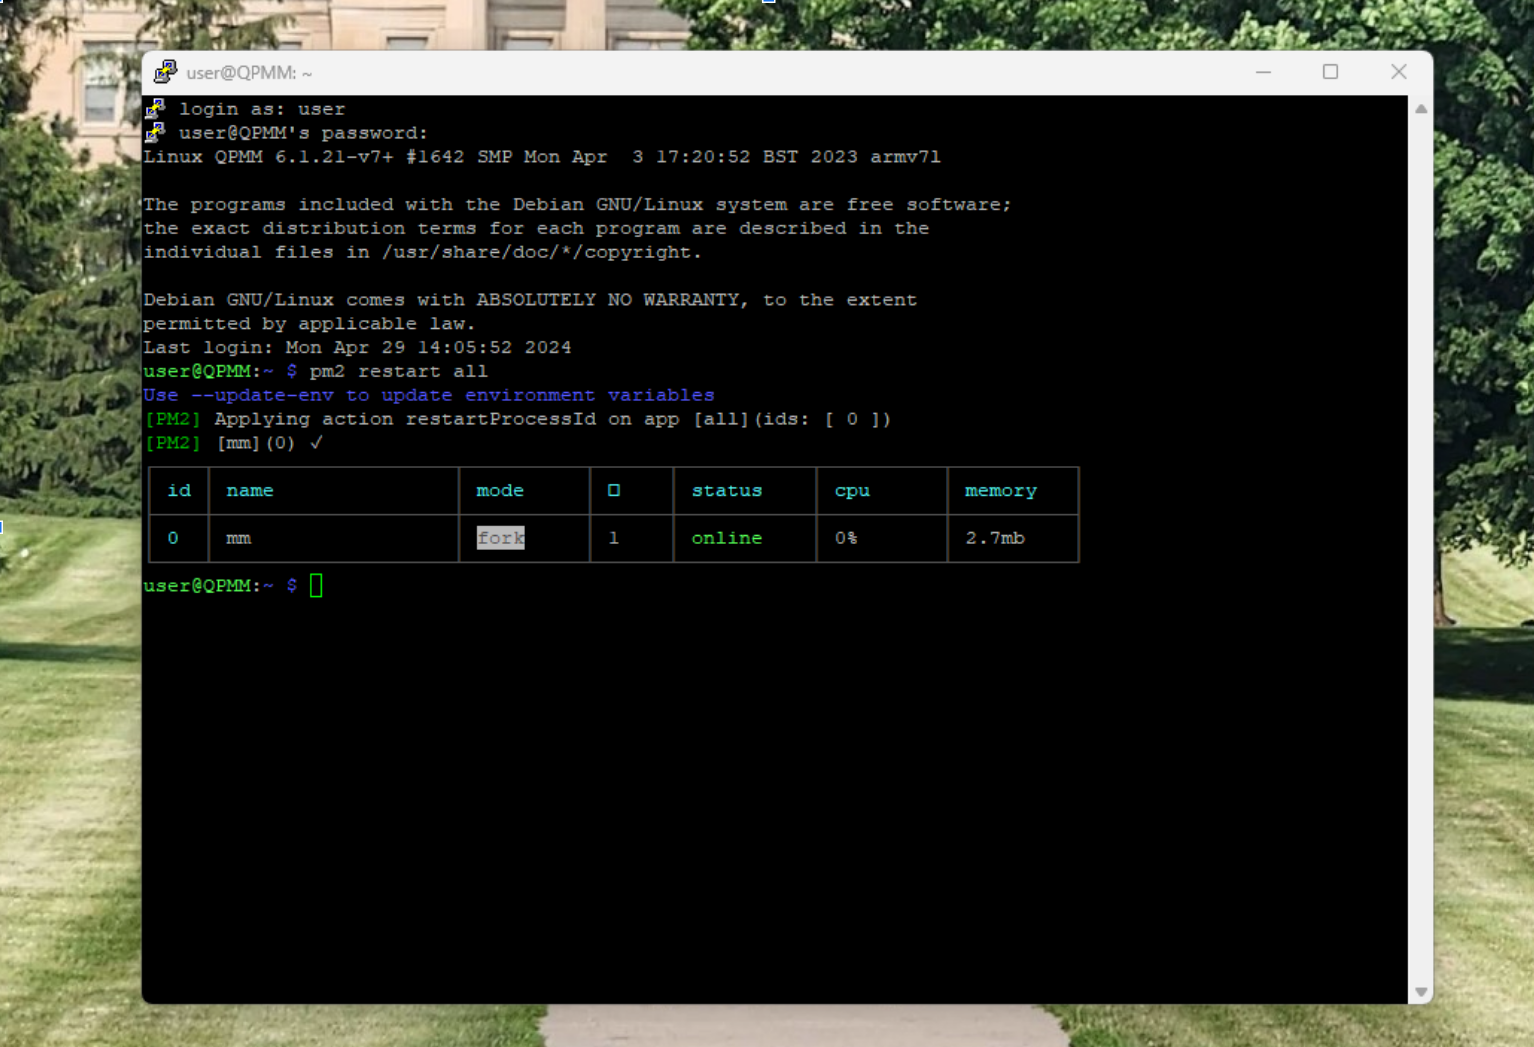 user@QPMM: ~
login as: user
user@QPMM's password:
Linux QPMM 6.1.21-v7+ #1642 SMP Mon Apr  3 17:20:52 BST 2023 armv7l
The programs included with the Debian GNU/Linux system are free software;
the exact distribution terms for each program are described in the
individual files in /usr/share/doc/*/copyright.
Debian GNU/Linux comes with ABSOLUTELY NO WARRANTY, to the extent
permitted by applicable law.
Last login: Mon Apr 29 14:05:52 2024
user@QPMM:~ $ pm2 restart all
Use --update-env to update environment variables
[PM2] Applying action restartProcessId on app [all](ids: [ 0 ])
[PM2] [mm](0) ✓
id name mode □ status cpu memory
0 mm fork 1 online 0% 2.7mb
user@QPMM:~ $